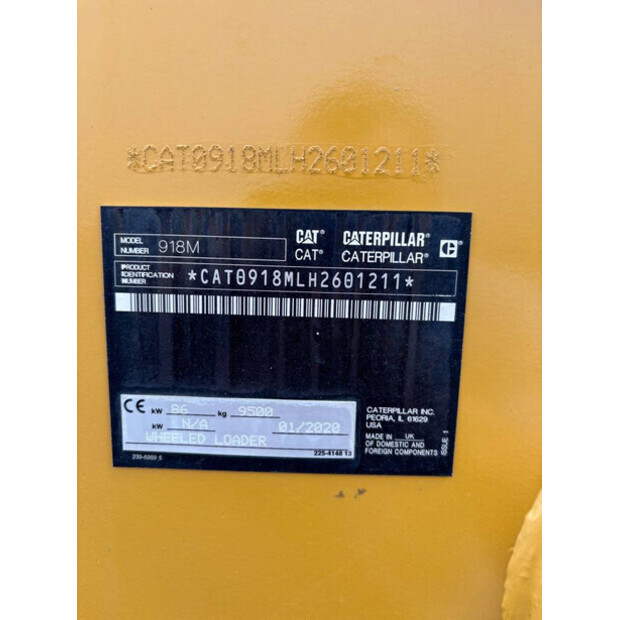 *CAT0918MLH2601211*
MODEL NUMBER 918M
CAT CATERPILLAR
CAT® CATERPILLAR®
PRODUCT IDENTIFICATION NUMBER *CAT0918MLH2601211*
CE kW 86 kg 9500
kW N/A 01/2020
WHEELED LOADER
225-4148 13
CATERPILLAR INC.
PEORIA, IL 61629
USA
MADE IN UK
OF DOMESTIC AND
FOREIGN COMPONENTS
ISSUE 1